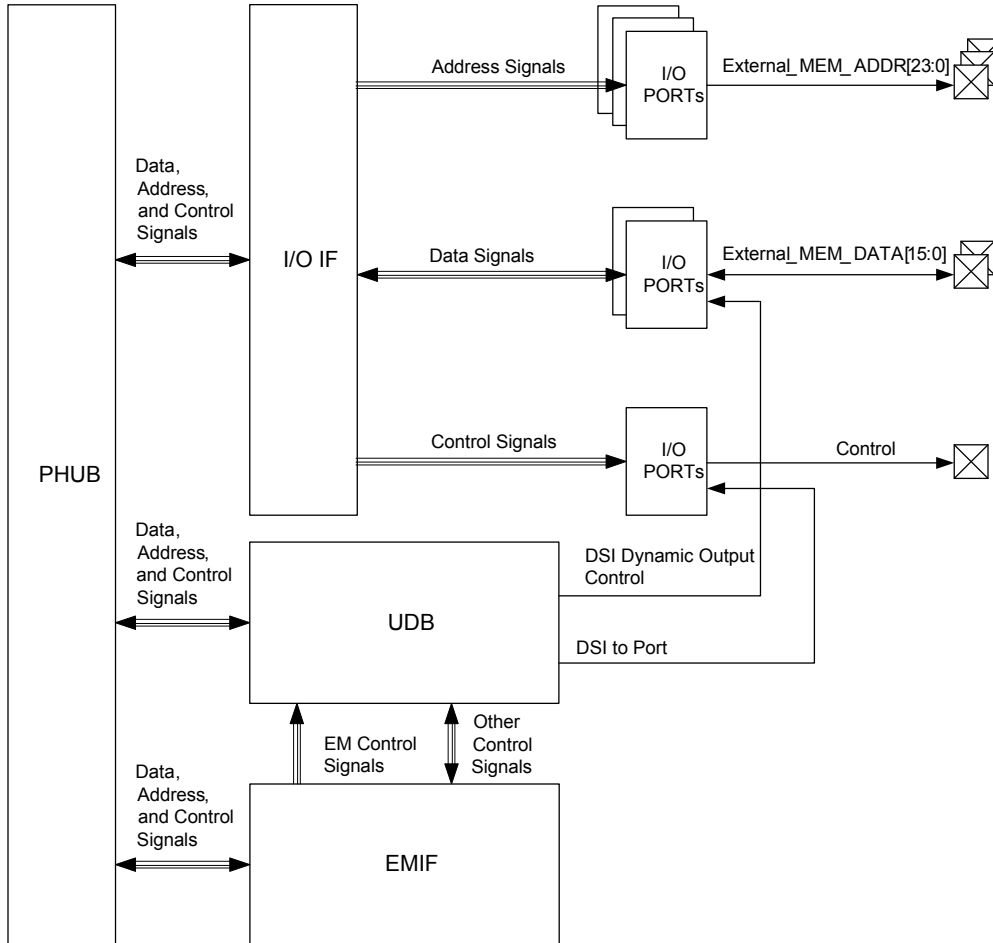 Address Signals
I/O
PORTs
External_MEM_ADDR[23:0]
Data,
Address,
and Control
Signals
I/O IF
Data Signals
I/O
PORTs
External_MEM_DATA[15:0]
Control Signals
I/O
PORTs
Control
PHUB
Data,
Address,
and Control
Signals
DSI Dynamic Output
Control
UDB
DSI to Port
EM Control
Signals
Other
Control
Signals
Data,
Address,
and Control
Signals
EMIF